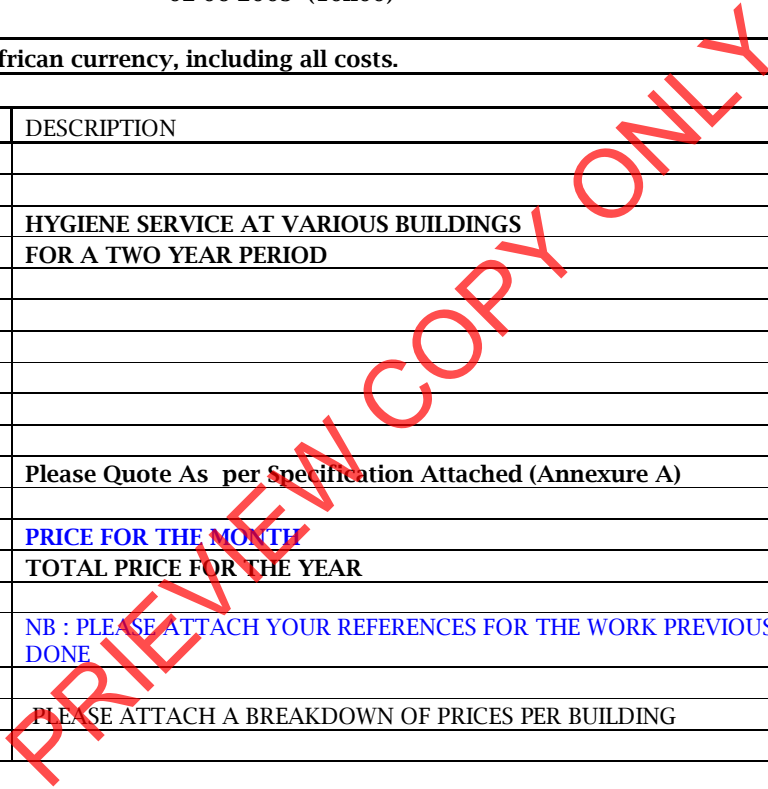 frican currency, including all costs.
DESCRIPTION
HYGIENE SERVICE AT VARIOUS BUILDINGS
FOR A TWO YEAR PERIOD
Please Quote As per Specification Attached (Annexure A)
PRICE FOR THE MONTH
TOTAL PRICE FOR THE YEAR
NB : PLEASE ATTACH YOUR REFERENCES FOR THE WORK PREVIOUS
DONE
PLEASE ATTACH A BREAKDOWN OF PRICES PER BUILDING
PRIEVIEW COPY ONLY